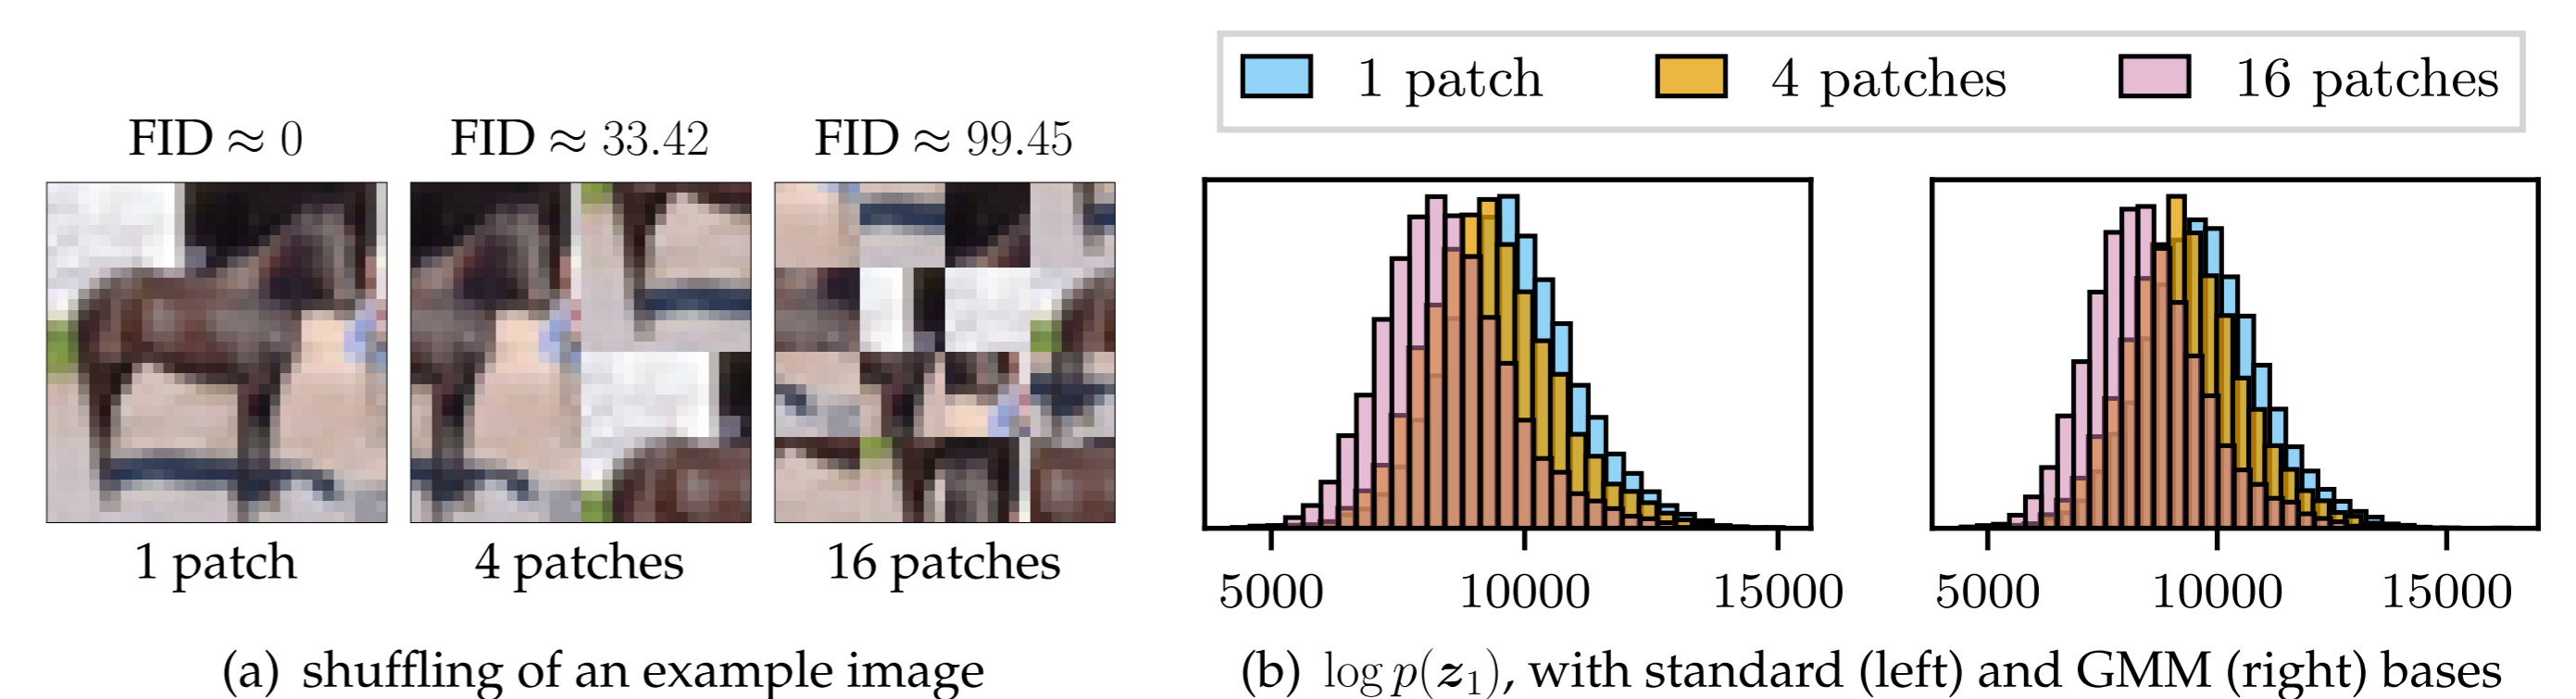 FID ≈ 0
FID ≈ 33.42
FID ≈ 99.45
1 patch
4 patches
16 patches
(a) shuffling of an example image
1 patch
4 patches
16 patches
5000 10000 15000
5000 10000 15000
(b) log p(z₁), with standard (left) and GMM (right) bases